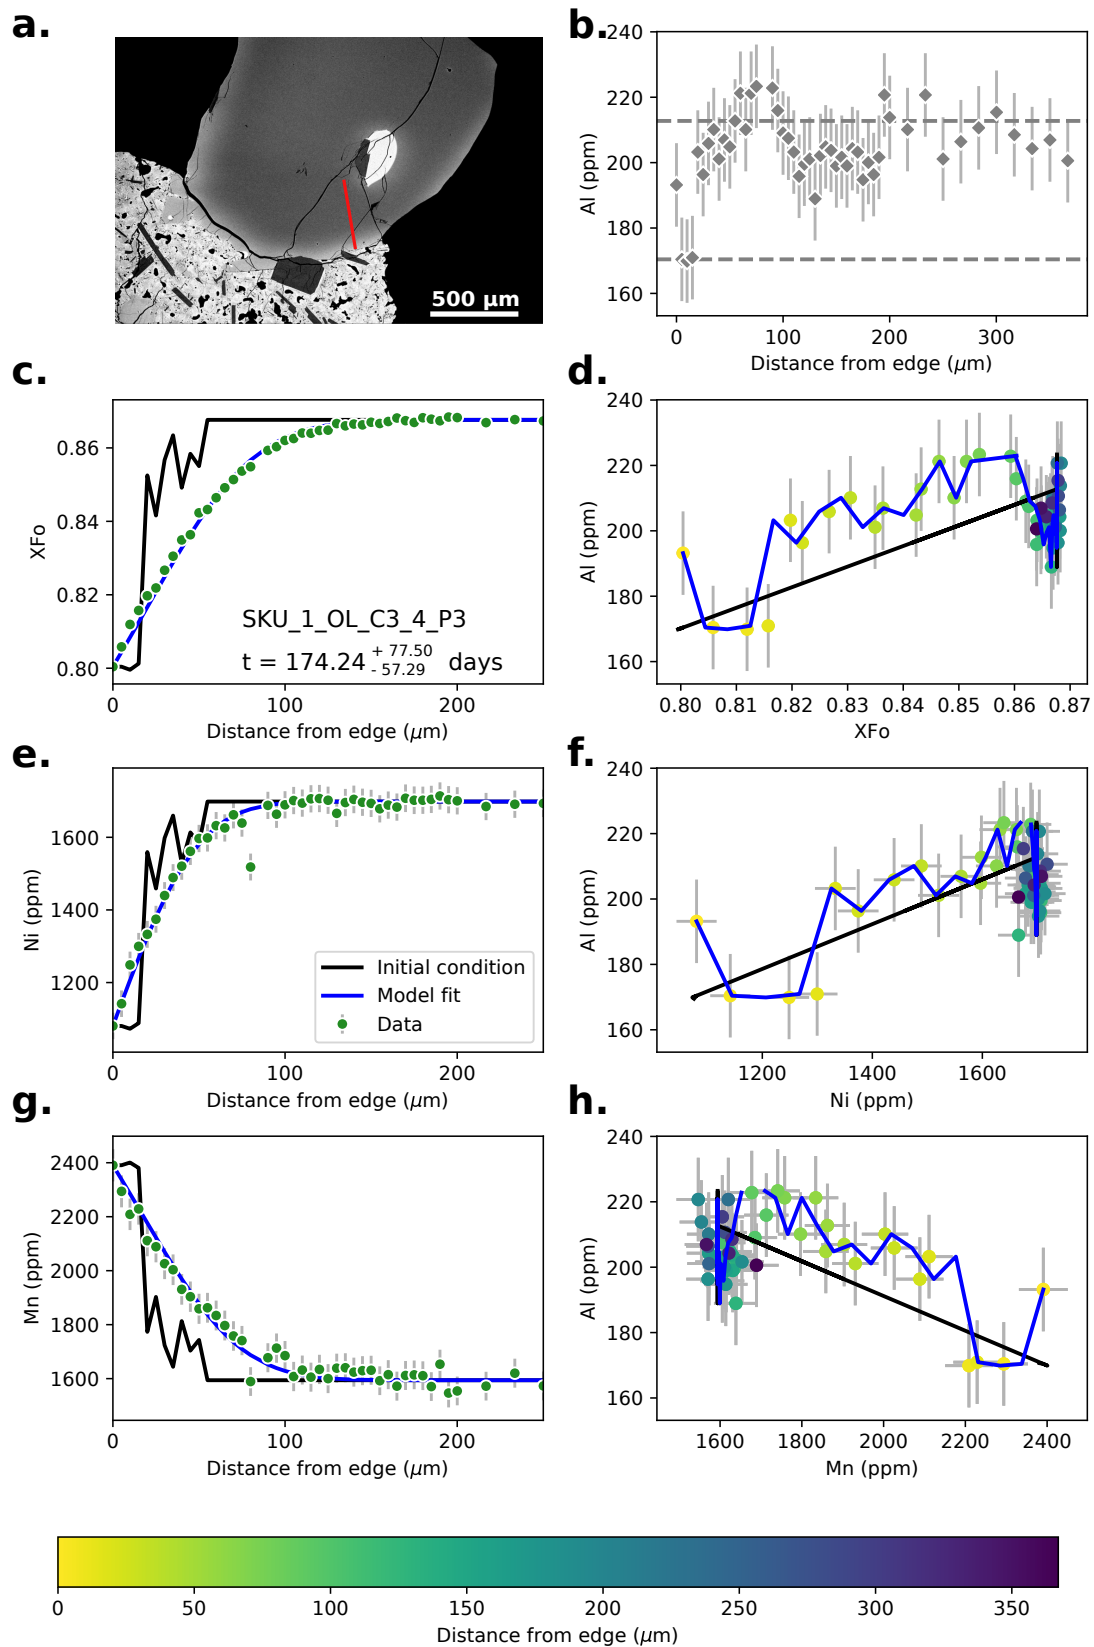 a.
500 μm
b.
240
220
200
180
160
Al (ppm)
0
100
200
300
Distance from edge (μm)
c.
0.86
0.84
0.82
0.80
XFo
SKU_1_OL_C3_4_P3
t = 174.24 + 77.50 - 57.29 days
0
100
200
Distance from edge (μm)
d.
240
220
200
180
160
Al (ppm)
0.80 0.81 0.82 0.83 0.84 0.85 0.86 0.87
XFo
e.
1600
1400
1200
Ni (ppm)
Initial condition
Model fit
Data
0
100
200
Distance from edge (μm)
f.
240
220
200
180
160
Al (ppm)
1200
1400
1600
Ni (ppm)
g.
2400
2200
2000
1800
1600
Mn (ppm)
0
100
200
Distance from edge (μm)
h.
240
220
200
180
160
Al (ppm)
1600 1800 2000 2200 2400
Mn (ppm)
0 50 100 150 200 250 300 350
Distance from edge (μm)